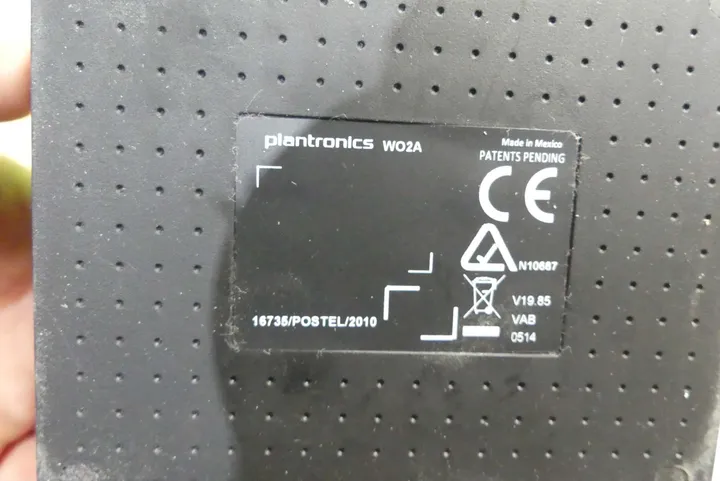 plantronics WO2A
Made in Mexico
PATENTS PENDING
CE
N10687
V19.85
16735/POSTEL/2010
VAB
0514